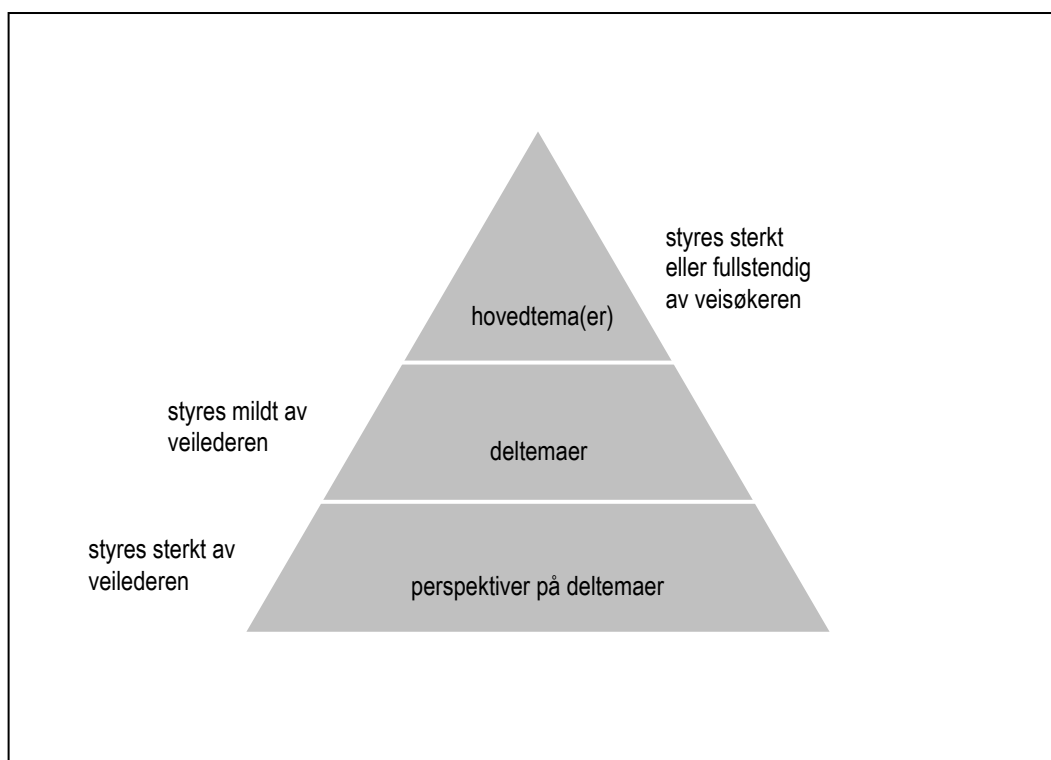 styres sterkt
eller fullstendig
av veisøkeren
hovedtema(er)
styres mildt av
veilederen
deltemaer
styres sterkt av
veilederen
perspektiver på deltemaer